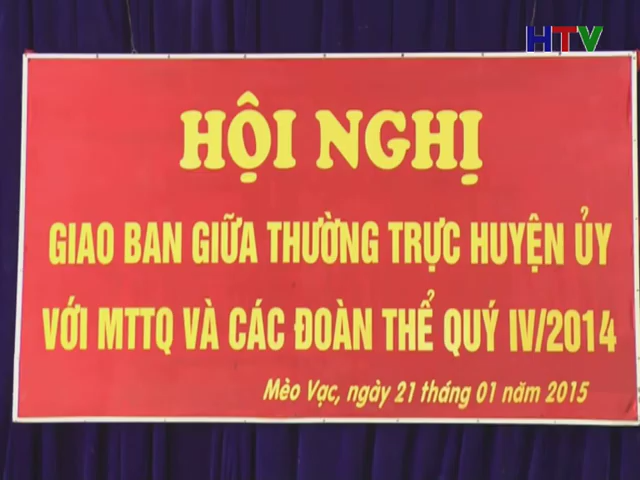 HTV
HỘI NGHỊ
GIAO BAN GIỮA THƯỜNG TRỰC HUYỆN ỦY
VỚI MTTQ VÀ CÁC ĐOÀN THỂ QUÝ IV/2014
Mèo Vạc, ngày 21 tháng 01 năm 2015